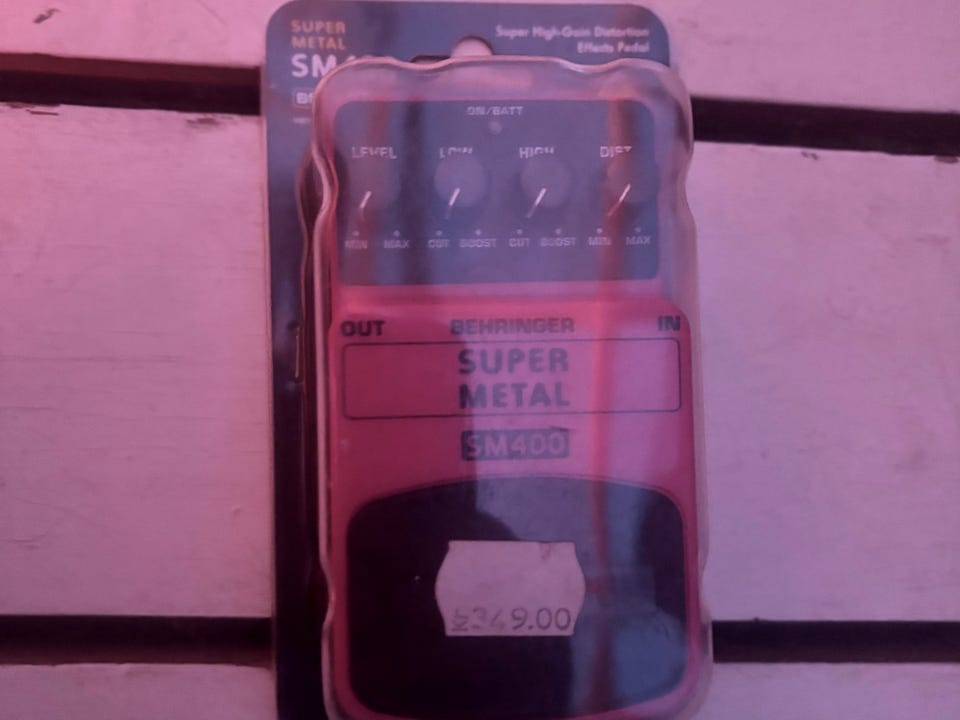 SUPER
METAL
Super High-Gain Distortion
Effects Pedal
ON/BATT
LEVEL LOW HIGH DIST
MIN MAX CUT BOOST CUT BOOST MIN MAX
OUT BEHRINGER IN
SUPER
METAL
SM400
349.00